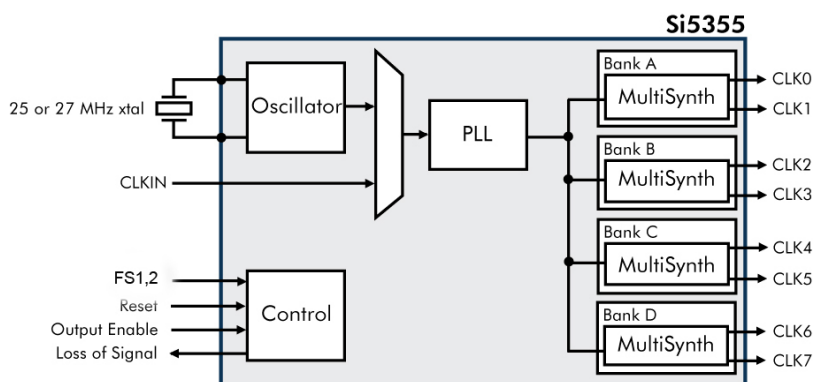 Si5355
25 or 27 MHz xtal
Oscillator
CLKIN
PLL
Bank A
MultiSynth
CLK0
CLK1
Bank B
MultiSynth
CLK2
CLK3
Bank C
MultiSynth
CLK4
CLK5
Bank D
MultiSynth
CLK6
CLK7
FS1,2
Reset
Output Enable
Loss of Signal
Control